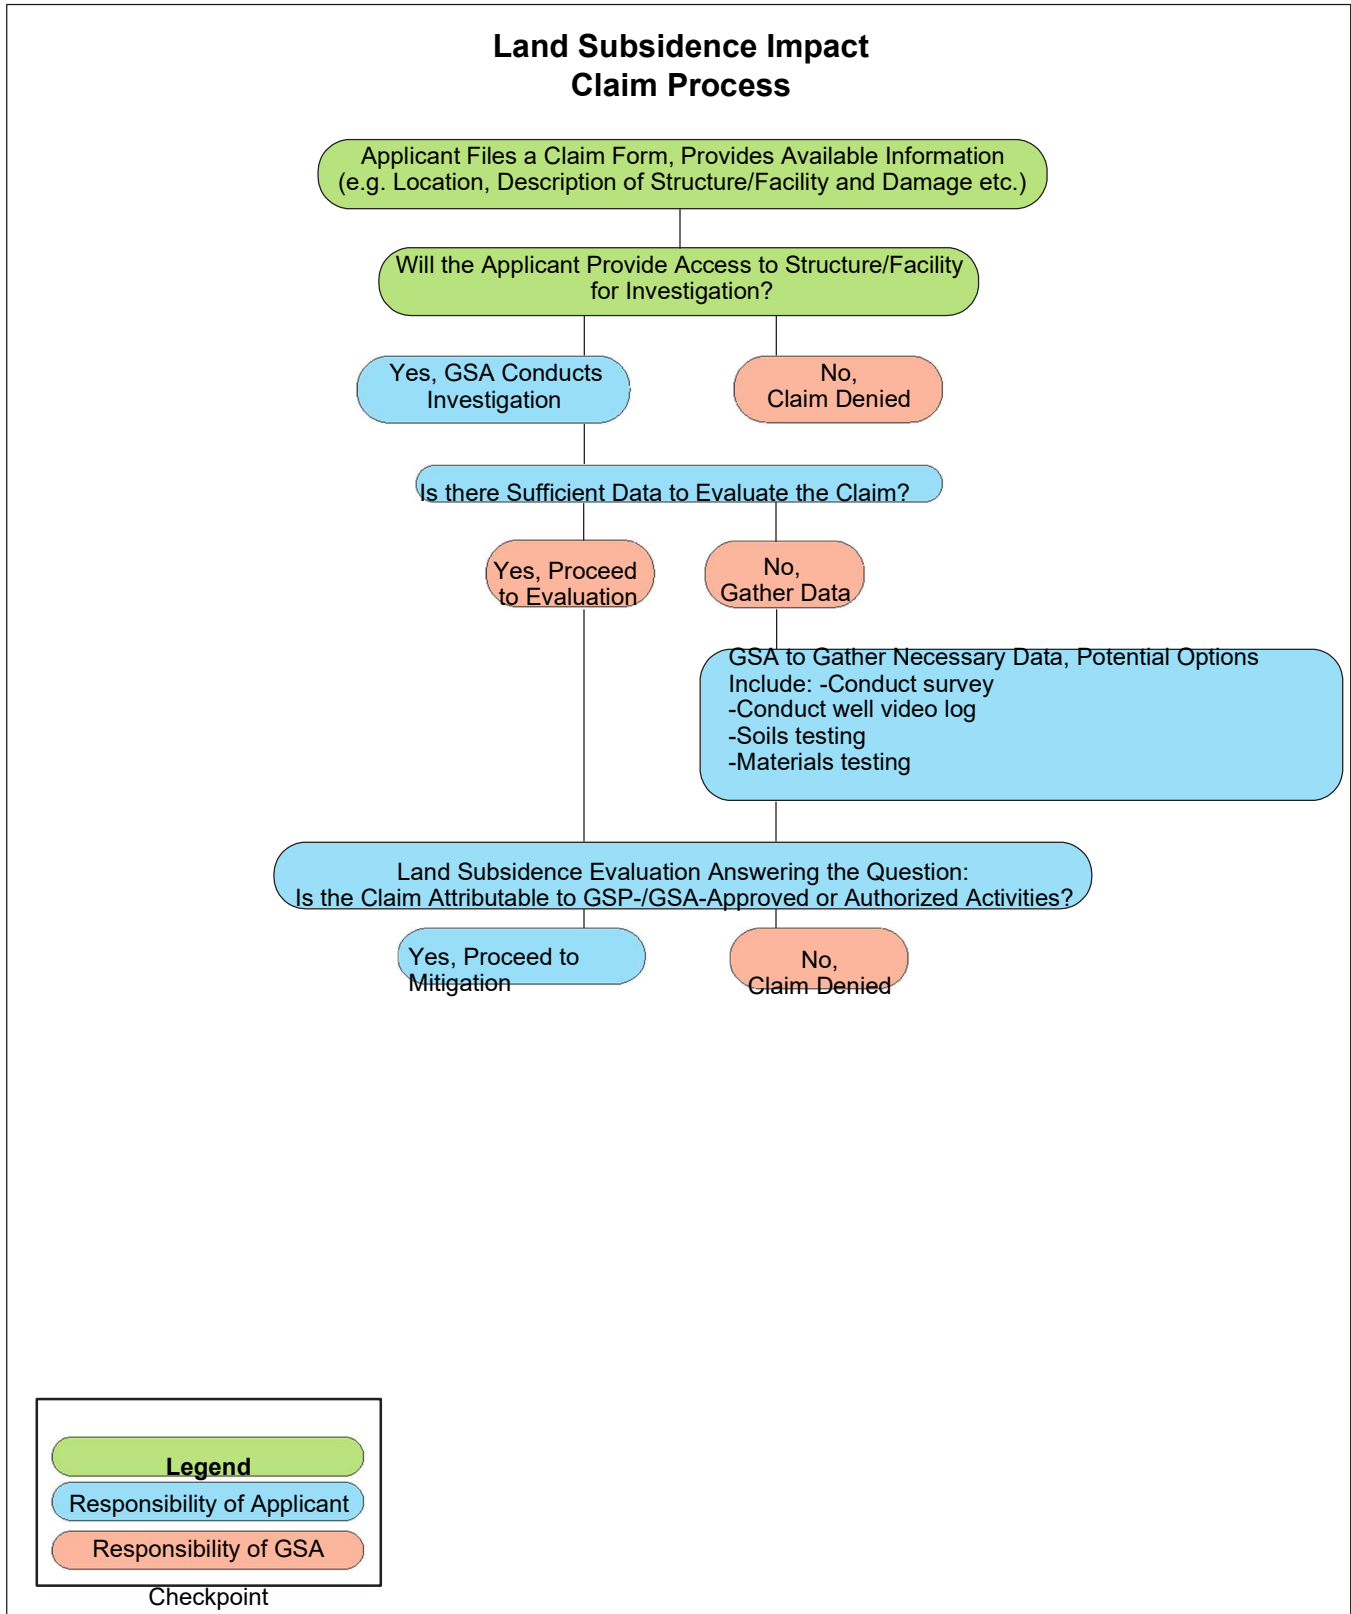 Land Subsidence Impact
Claim Process
Applicant Files a Claim Form, Provides Available Information
(e.g. Location, Description of Structure/Facility and Damage etc.)
Will the Applicant Provide Access to Structure/Facility
for Investigation?
Yes, GSA Conducts
Investigation
No,
Claim Denied
Is there Sufficient Data to Evaluate the Claim?
Yes, Proceed
to Evaluation
No,
Gather Data
GSA to Gather Necessary Data, Potential Options
Include: -Conduct survey
-Conduct well video log
-Soils testing
-Materials testing
Land Subsidence Evaluation Answering the Question:
Is the Claim Attributable to GSP-/GSA-Approved or Authorized Activities?
Yes, Proceed to
Mitigation
No,
Claim Denied
Legend
Responsibility of Applicant
Responsibility of GSA
Checkpoint